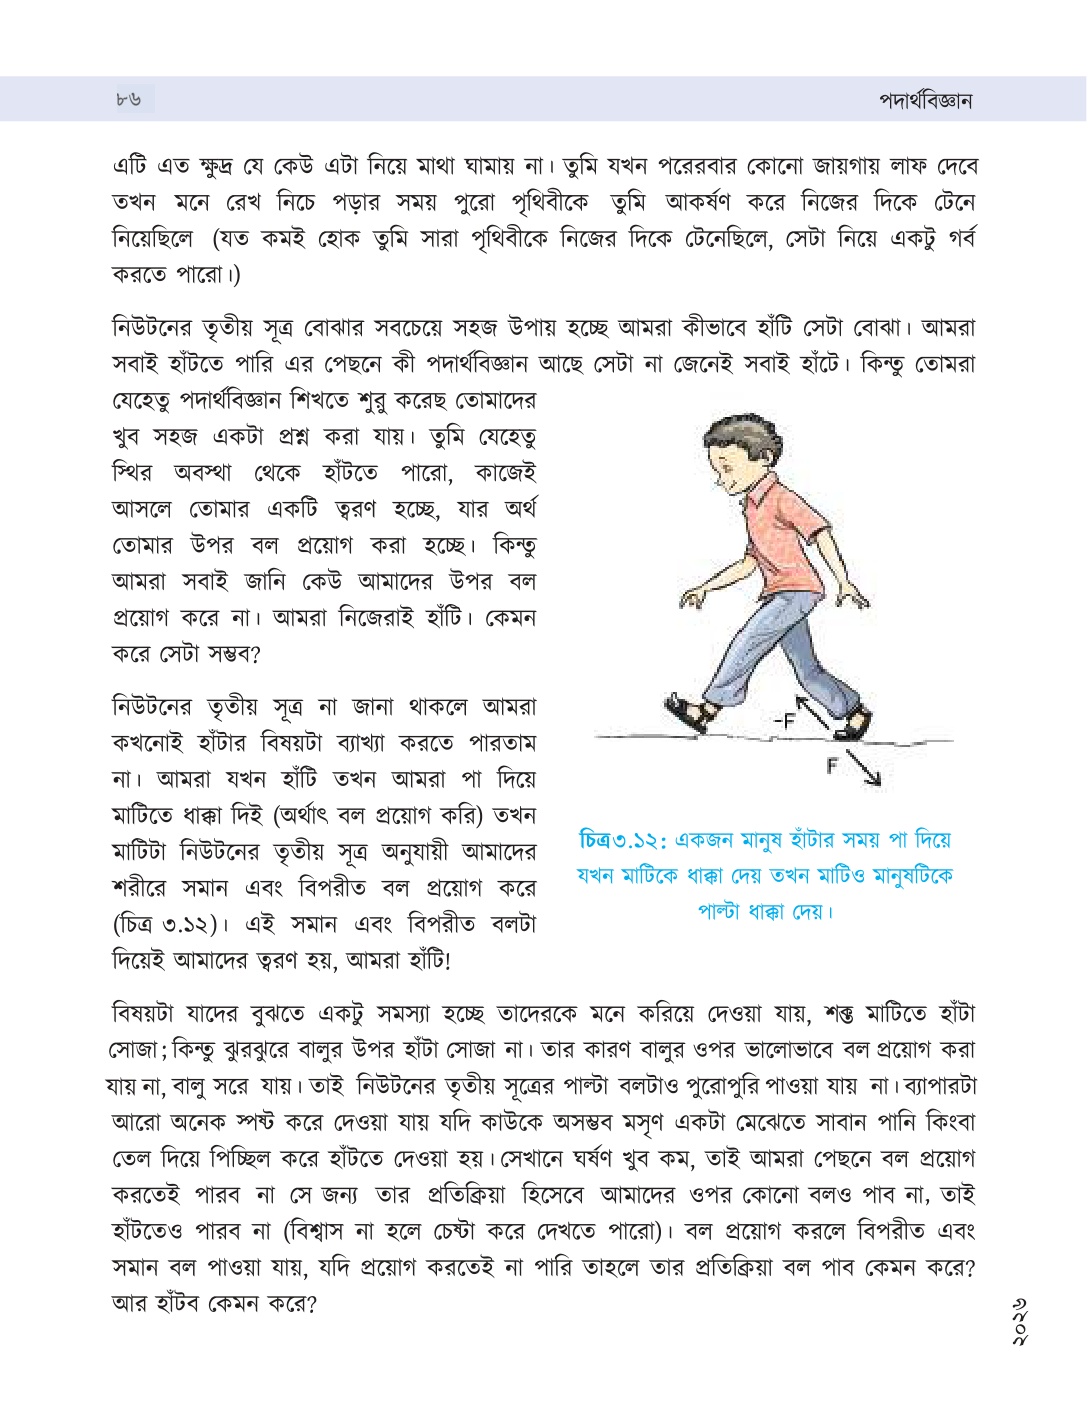 ৮৬
পদার্থবিজ্ঞান
এটি এত ক্ষুদ্র যে কেউ এটা নিয়ে মাথা ঘামায় না। তুমি যখন পরেরবার কোনো জায়গায় লাফ দেবে
তখন মনে রেখ নিচে পড়ার সময় পুরো পৃথিবীকে তুমি আকর্ষণ করে নিজের দিকে টেনে
নিয়েছিলে (যত কমই হোক তুমি সারা পৃথিবীকে নিজের দিকে টেনেছিলে, সেটা নিয়ে একটু গর্ব
করতে পারো।)
নিউটনের তৃতীয় সূত্র বোঝার সবচেয়ে সহজ উপায় হচ্ছে আমরা কীভাবে হাঁটি সেটা বোঝা। আমরা
সবাই হাঁটতে পারি এর পেছনে কী পদার্থবিজ্ঞান আছে সেটা না জেনেই সবাই হাঁটে। কিন্তু তোমরা
যেহেতু পদার্থবিজ্ঞান শিখতে শুরু করেছ তোমাদের
খুব সহজ একটা প্রশ্ন করা যায়। তুমি যেহেতু
স্থির অবস্থা থেকে হাঁটতে পারো, কাজেই
আসলে তোমার একটি ত্বরণ হচ্ছে, যার অর্থ
তোমার উপর বল প্রয়োগ করা হচ্ছে। কিন্তু
আমরা সবাই জানি কেউ আমাদের উপর বল
প্রয়োগ করে না। আমরা নিজেরাই হাঁটি। কেমন
করে সেটা সম্ভব?
নিউটনের তৃতীয় সূত্র না জানা থাকলে আমরা
কখনোই হাঁটার বিষয়টা ব্যাখ্যা করতে পারতাম
না। আমরা যখন হাঁটি তখন আমরা পা দিয়ে
মাটিতে ধাক্কা দিই (অর্থাৎ বল প্রয়োগ করি) তখন
মাটিটা নিউটনের তৃতীয় সূত্র অনুযায়ী আমাদের
শরীরে সমান এবং বিপরীত বল প্রয়োগ করে
(চিত্র ৩.১২)। এই সমান এবং বিপরীত বলটা
দিয়েই আমাদের ত্বরণ হয়, আমরা হাঁটি!
-F
F
চিত্র৩.১২: একজন মানুষ হাঁটার সময় পা দিয়ে
যখন মাটিকে ধাক্কা দেয় তখন মাটিও মানুষটিকে
পাল্টা ধাক্কা দেয়।
বিষয়টা যাদের বুঝতে একটু সমস্যা হচ্ছে তাদেরকে মনে করিয়ে দেওয়া যায়, শক্ত মাটিতে হাঁটা
সোজা; কিন্তু ঝুরঝুরে বালুর উপর হাঁটা সোজা না। তার কারণ বালুর ওপর ভালোভাবে বল প্রয়োগ করা
যায় না, বালু সরে যায়। তাই নিউটনের তৃতীয় সূত্রের পাল্টা বলটাও পুরোপুরি পাওয়া যায় না। ব্যাপারটা
আরো অনেক স্পষ্ট করে দেওয়া যায় যদি কাউকে অসম্ভব মসৃণ একটা মেঝেতে সাবান পানি কিংবা
তেল দিয়ে পিচ্ছিল করে হাঁটতে দেওয়া হয়। সেখানে ঘর্ষণ খুব কম, তাই আমরা পেছনে বল প্রয়োগ
করতেই পারব না সে জন্য তার প্রতিক্রিয়া হিসেবে আমাদের ওপর কোনো বলও পাব না, তাই
হাঁটতেও পারব না (বিশ্বাস না হলে চেষ্টা করে দেখতে পারো)। বল প্রয়োগ করলে বিপরীত এবং
সমান বল পাওয়া যায়, যদি প্রয়োগ করতেই না পারি তাহলে তার প্রতিক্রিয়া বল পাব কেমন করে?
আর হাঁটব কেমন করে?
২০২৬